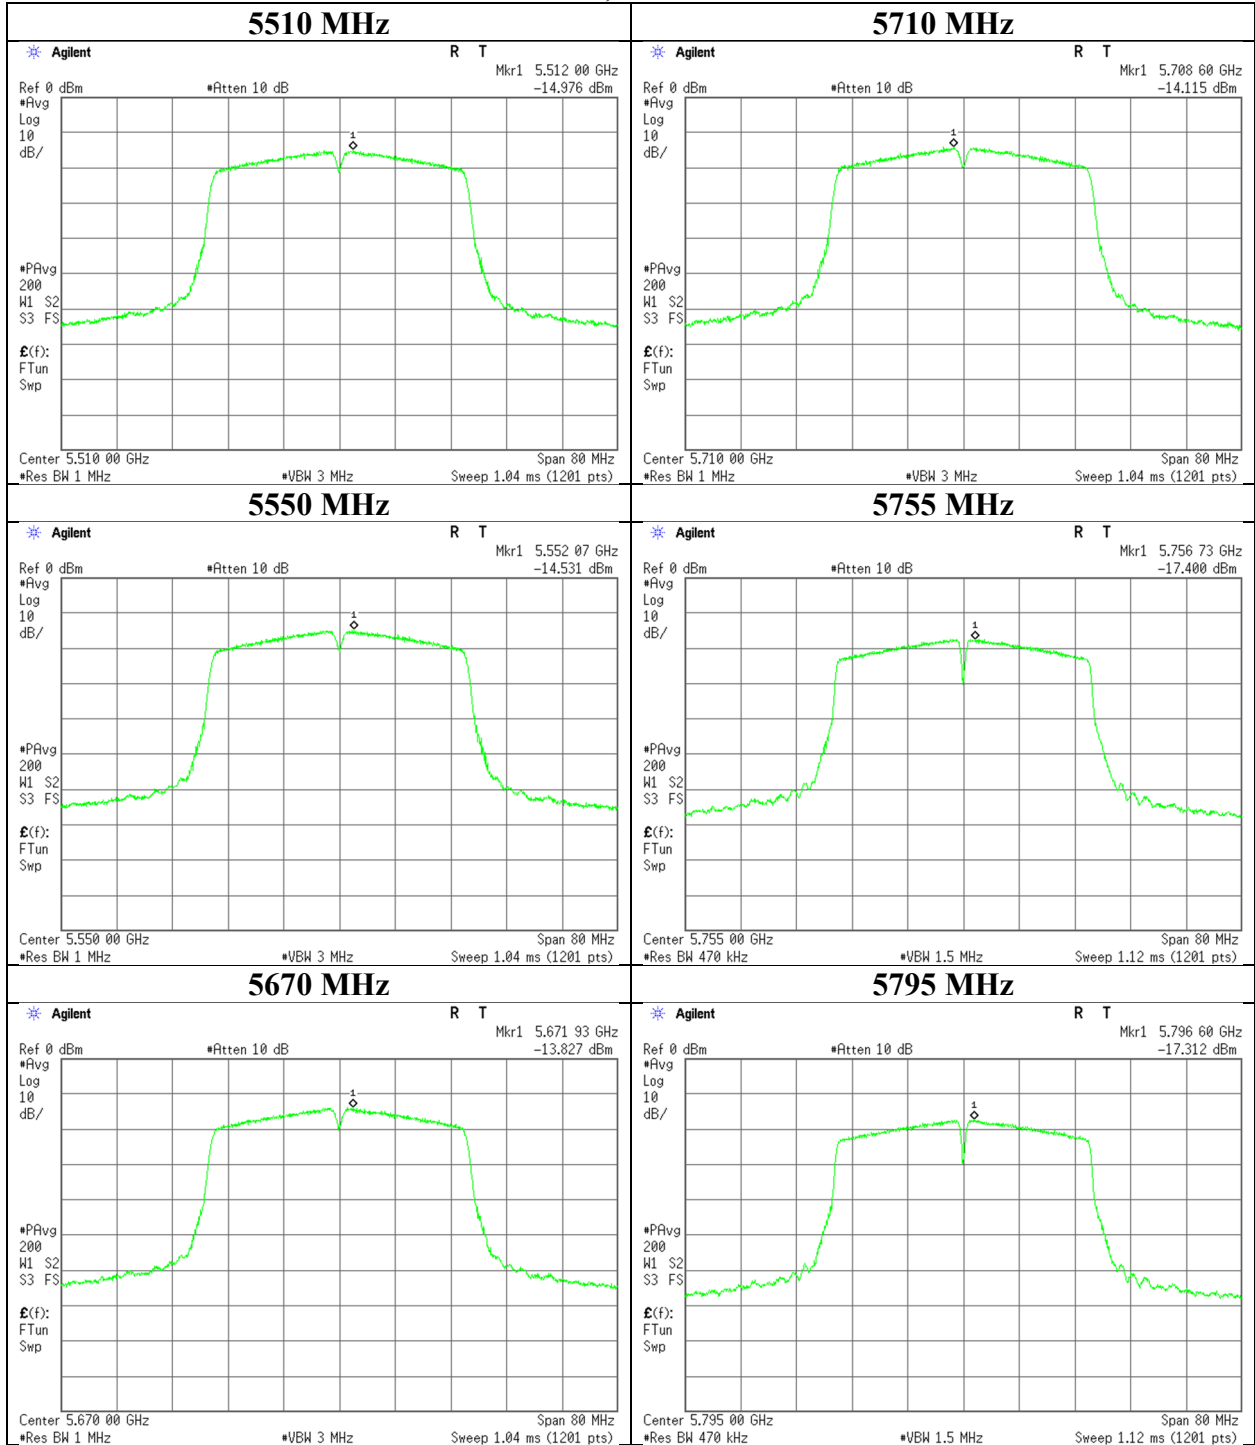 5510 MHz
Agilent R T
Mkr1 5.512 00 GHz
Ref 0 dBm #Atten 10 dB -14.976 dBm
#Avg
Log
10
dB/
1
#PAvg
200
W1 S2
S3 FS
£(f):
FTun
Swp
Center 5.510 00 GHz Span 80 MHz
#Res BW 1 MHz #VBW 3 MHz Sweep 1.04 ms (1201 pts)
5710 MHz
Agilent R T
Mkr1 5.708 60 GHz
Ref 0 dBm #Atten 10 dB -14.115 dBm
#Avg
Log
10
dB/
1
#PAvg
200
W1 S2
S3 FS
£(f):
FTun
Swp
Center 5.710 00 GHz Span 80 MHz
#Res BW 1 MHz #VBW 3 MHz Sweep 1.04 ms (1201 pts)
5550 MHz
Agilent R T
Mkr1 5.552 07 GHz
Ref 0 dBm #Atten 10 dB -14.531 dBm
#Avg
Log
10
dB/
1
#PAvg
200
W1 S2
S3 FS
£(f):
FTun
Swp
Center 5.550 00 GHz Span 80 MHz
#Res BW 1 MHz #VBW 3 MHz Sweep 1.04 ms (1201 pts)
5755 MHz
Agilent R T
Mkr1 5.756 73 GHz
Ref 0 dBm #Atten 10 dB -17.400 dBm
#Avg
Log
10
dB/
1
#PAvg
200
W1 S2
S3 FS
£(f):
FTun
Swp
Center 5.755 00 GHz Span 80 MHz
#Res BW 470 kHz #VBW 1.5 MHz Sweep 1.12 ms (1201 pts)
5670 MHz
Agilent R T
Mkr1 5.671 93 GHz
Ref 0 dBm #Atten 10 dB -13.827 dBm
#Avg
Log
10
dB/
1
#PAvg
200
W1 S2
S3 FS
£(f):
FTun
Swp
Center 5.670 00 GHz Span 80 MHz
#Res BW 1 MHz #VBW 3 MHz Sweep 1.04 ms (1201 pts)
5795 MHz
Agilent R T
Mkr1 5.796 60 GHz
Ref 0 dBm #Atten 10 dB -17.312 dBm
#Avg
Log
10
dB/
1
#PAvg
200
W1 S2
S3 FS
£(f):
FTun
Swp
Center 5.795 00 GHz Span 80 MHz
#Res BW 470 kHz #VBW 1.5 MHz Sweep 1.12 ms (1201 pts)